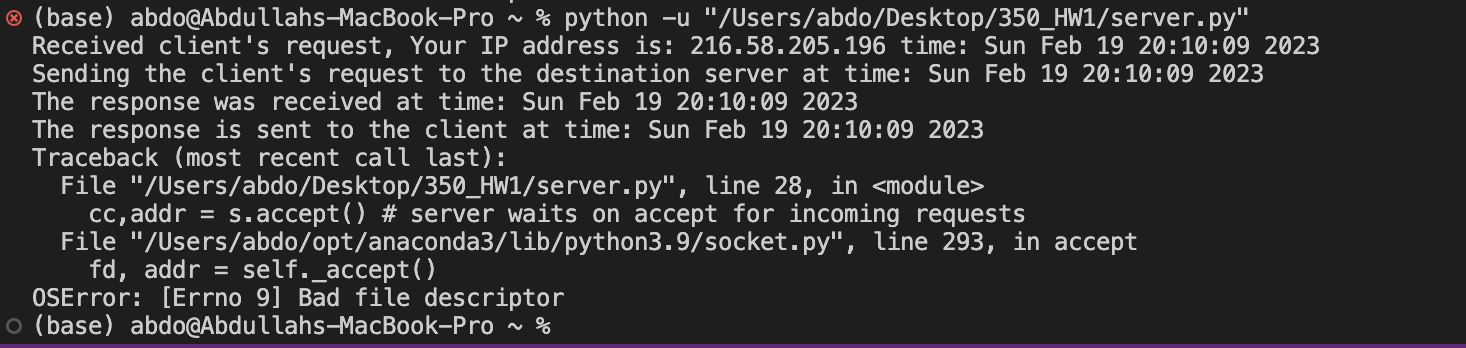 (base) abdo@Abdullahs-MacBook-Pro ~ % python -u "/Users/abdo/Desktop/350_HW1/server.py"
Received client's request, Your IP address is: 216.58.205.196 time: Sun Feb 19 20:10:09 2023
Sending the client's request to the destination server at time: Sun Feb 19 20:10:09 2023
The response was received at time: Sun Feb 19 20:10:09 2023
The response is sent to the client at time: Sun Feb 19 20:10:09 2023
Traceback (most recent call last):
  File "/Users/abdo/Desktop/350_HW1/server.py", line 28, in <module>
    cc,addr = s.accept() # server waits on accept for incoming requests
  File "/Users/abdo/opt/anaconda3/lib/python3.9/socket.py", line 293, in accept
    fd, addr = self._accept()
OSError: [Errno 9] Bad file descriptor
(base) abdo@Abdullahs-MacBook-Pro ~ %